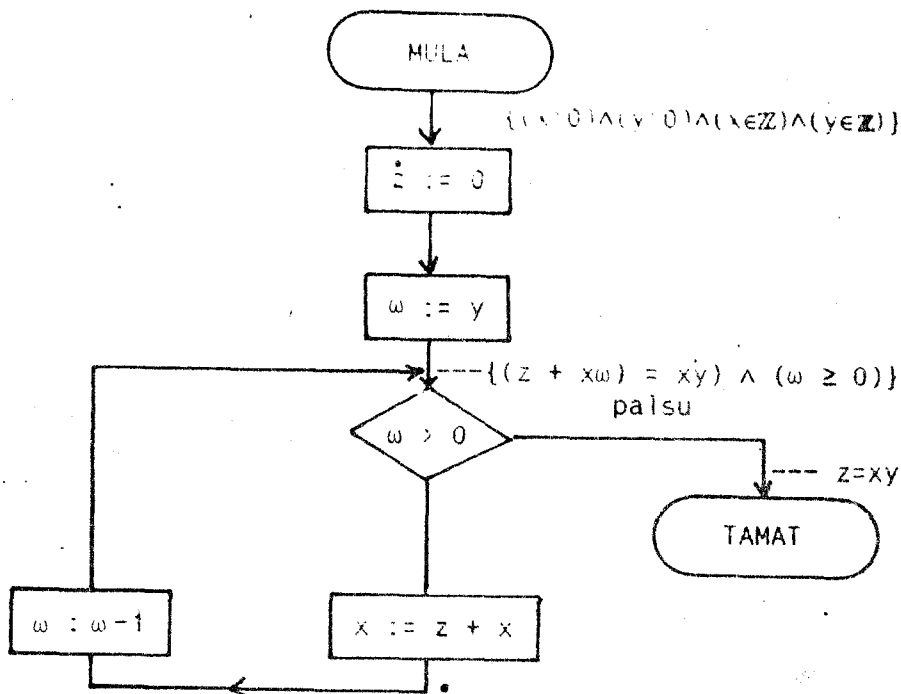 MULA
∧(x∈ℤ)∧(y∈ℤ)}
z := 0
ω := y
---{(z + xω) = xy) ∧ (ω ≥ 0)}
palsu
ω > 0
--- z=xy
TAMAT
ω : ω-1
x := z + x